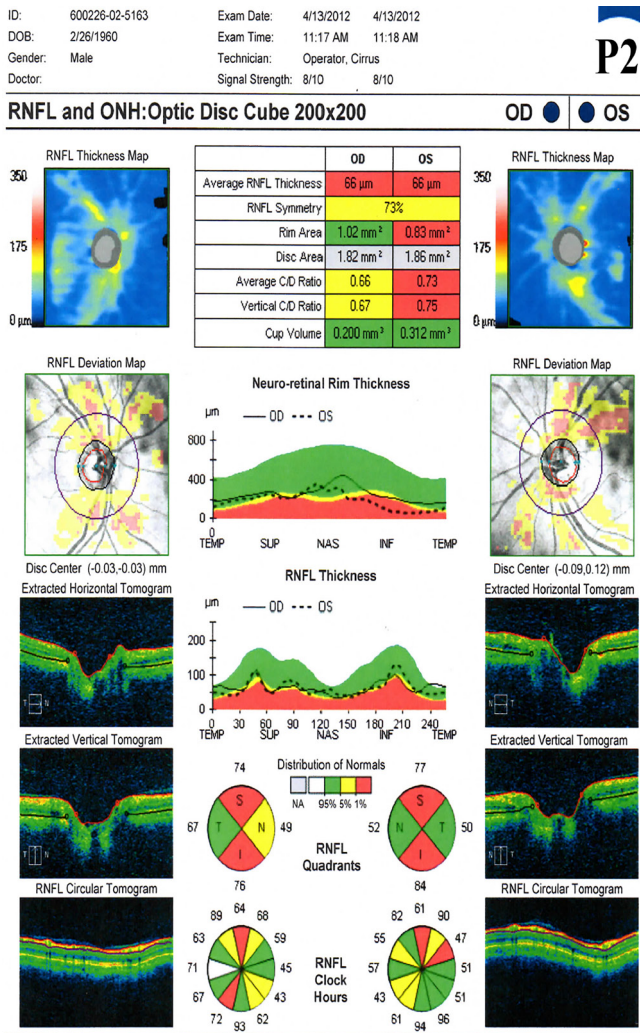 ID: 600226-02-5163 Exam Date: 4/13/2012 4/13/2012
DOB: 2/26/1960 Exam Time: 11:17 AM 11:18 AM
Gender: Male Technician: Operator, Cirrus
Doctor: Signal Strength: 8/10 8/10
P2
RNFL and ONH:Optic Disc Cube 200x200 OD OS
RNFL Thickness Map
350
175
0 µm
OD OS
Average RNFL Thickness 66 µm 66 µm
RNFL Symmetry 73%
Rim Area 1.02 mm² 0.83 mm²
Disc Area 1.82 mm² 1.86 mm²
Average C/D Ratio 0.66 0.73
Vertical C/D Ratio 0.67 0.75
Cup Volume 0.200 mm³ 0.312 mm³
RNFL Thickness Map
350
175
0 µm
RNFL Deviation Map
Disc Center (-0.03,-0.03) mm
Neuro-retinal Rim Thickness
µm OD OS
800
400
0
TEMP SUP NAS INF TEMP
RNFL Deviation Map
Disc Center (-0.09,0.12) mm
Extracted Horizontal Tomogram
T N
RNFL Thickness
µm OD OS
200
100
0
0 30 60 90 120 150 180 210 240
TEMP SUP NAS INF TEMP
Extracted Horizontal Tomogram
N T
Extracted Vertical Tomogram
T N
Distribution of Normals
NA 95% 5% 1%
74
S
67 T N 49
I
76
RNFL
Quadrants
77
S
52 N T 50
I
84
Extracted Vertical Tomogram
N T
RNFL Circular Tomogram
64
89 68
63 59
71 45
67 43
72 62
93
RNFL
Clock
Hours
61
82 90
55 47
57 51
43 51
61 96
94
RNFL Circular Tomogram